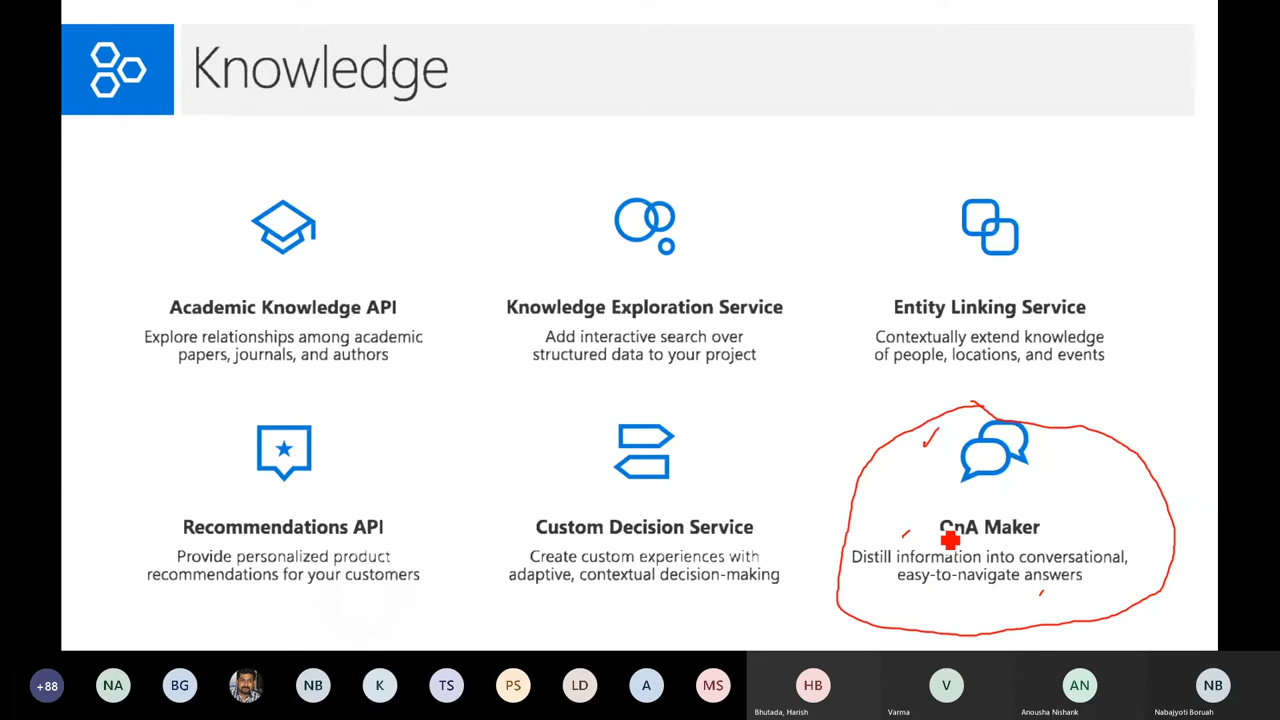 Knowledge
Academic Knowledge API
Explore relationships among academic
papers, journals, and authors
Knowledge Exploration Service
Add interactive search over
structured data to your project
Entity Linking Service
Contextually extend knowledge
of people, locations, and events
Recommendations API
Provide personalized product
recommendations for your customers
Custom Decision Service
Create custom experiences with
adaptive, contextual decision-making
QnA Maker
Distill information into conversational,
easy-to-navigate answers
+88
NA
BG
NB
K
TS
PS
LD
A
MS
HB
V
AN
NB
Bhutada, Harish
Varma
Anousha Nishank
Nabajyoti Boruah